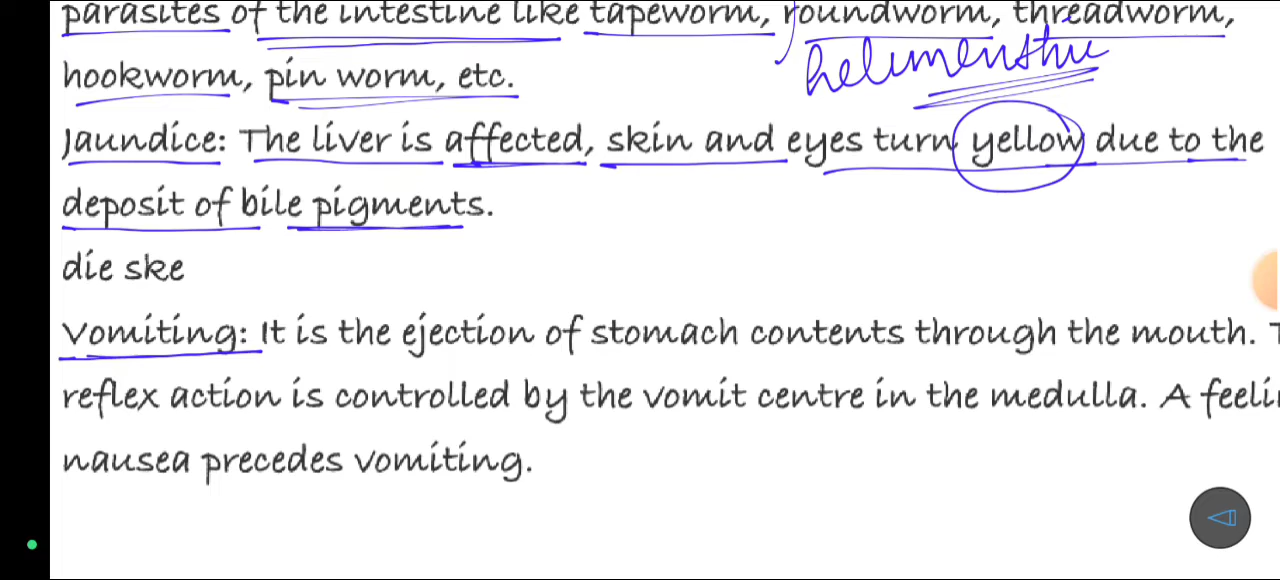 parasites of the intestine like tapeworm, roundworm, threadworm,
helimenthu
hookworm, pin worm, etc.
Jaundice: The liver is affected, skin and eyes turn yellow due to the
deposit of bile pigments.
die ske
Vomiting: It is the ejection of stomach contents through the mouth. T
reflex action is controlled by the vomit centre in the medulla. A feeli
nausea precedes vomiting.